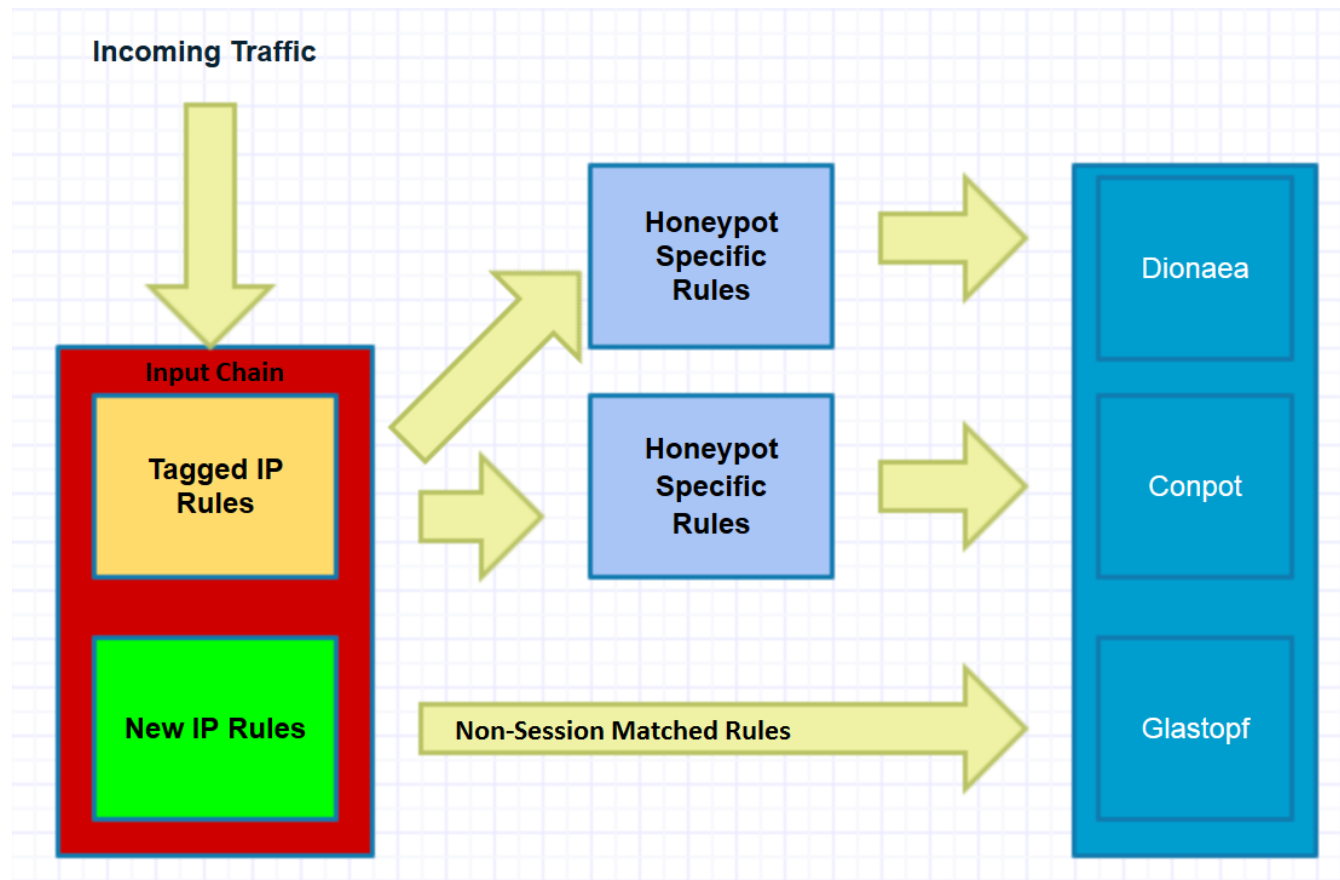 Incoming Traffic
Input Chain
Tagged IP
Rules
New IP Rules
Honeypot
Specific
Rules
Honeypot
Specific
Rules
Non-Session Matched Rules
Dionaea
Conpot
Glastopf